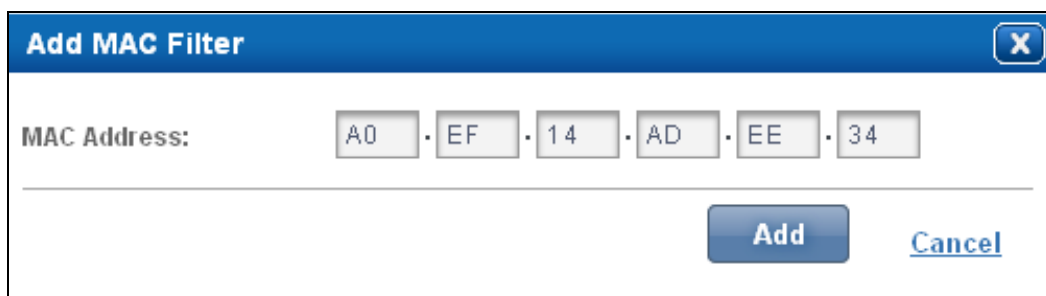 Add MAC Filter X
MAC Address: A0 . EF . 14 . AD . EE . 34
Add Cancel